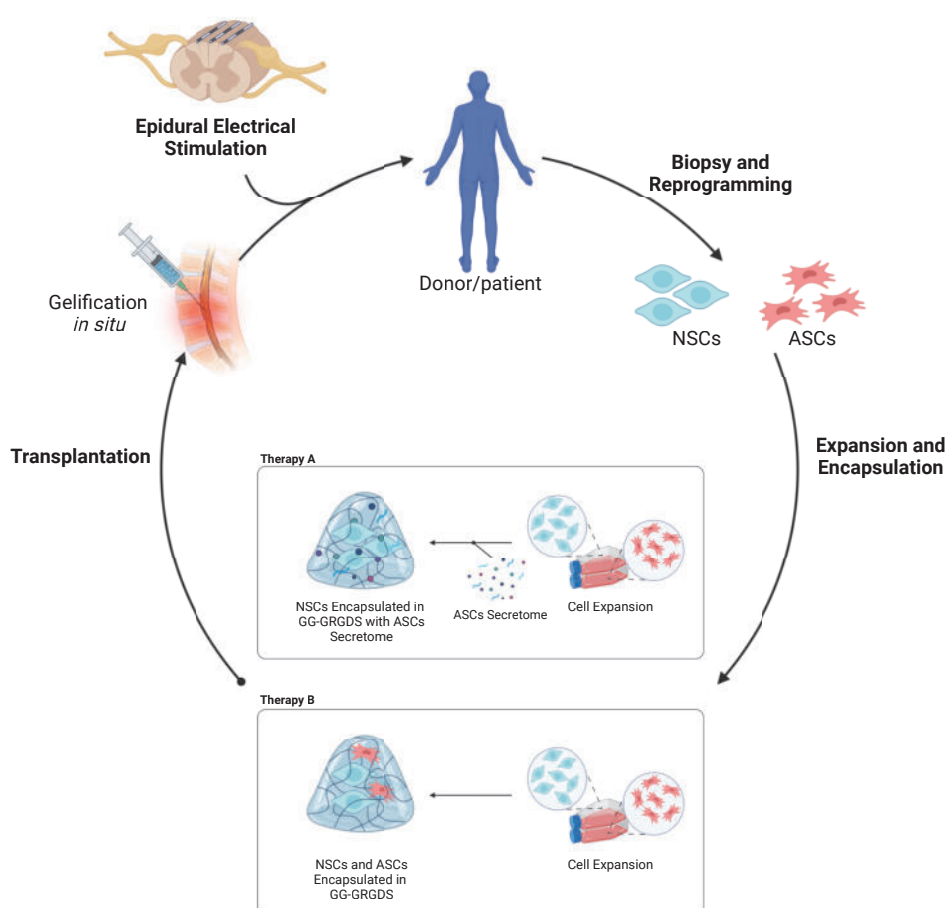 Epidural Electrical
Stimulation
Biopsy and
Reprogramming
Donor/patient
Gelification
in situ
NSCs
ASCs
Transplantation
Expansion and
Encapsulation
Therapy A
NSCs Encapsulated in
GG-GRGDS with ASCs
Secretome
ASCs Secretome
Cell Expansion
Therapy B
NSCs and ASCs
Encapsulated in
GG-GRGDS
Cell Expansion